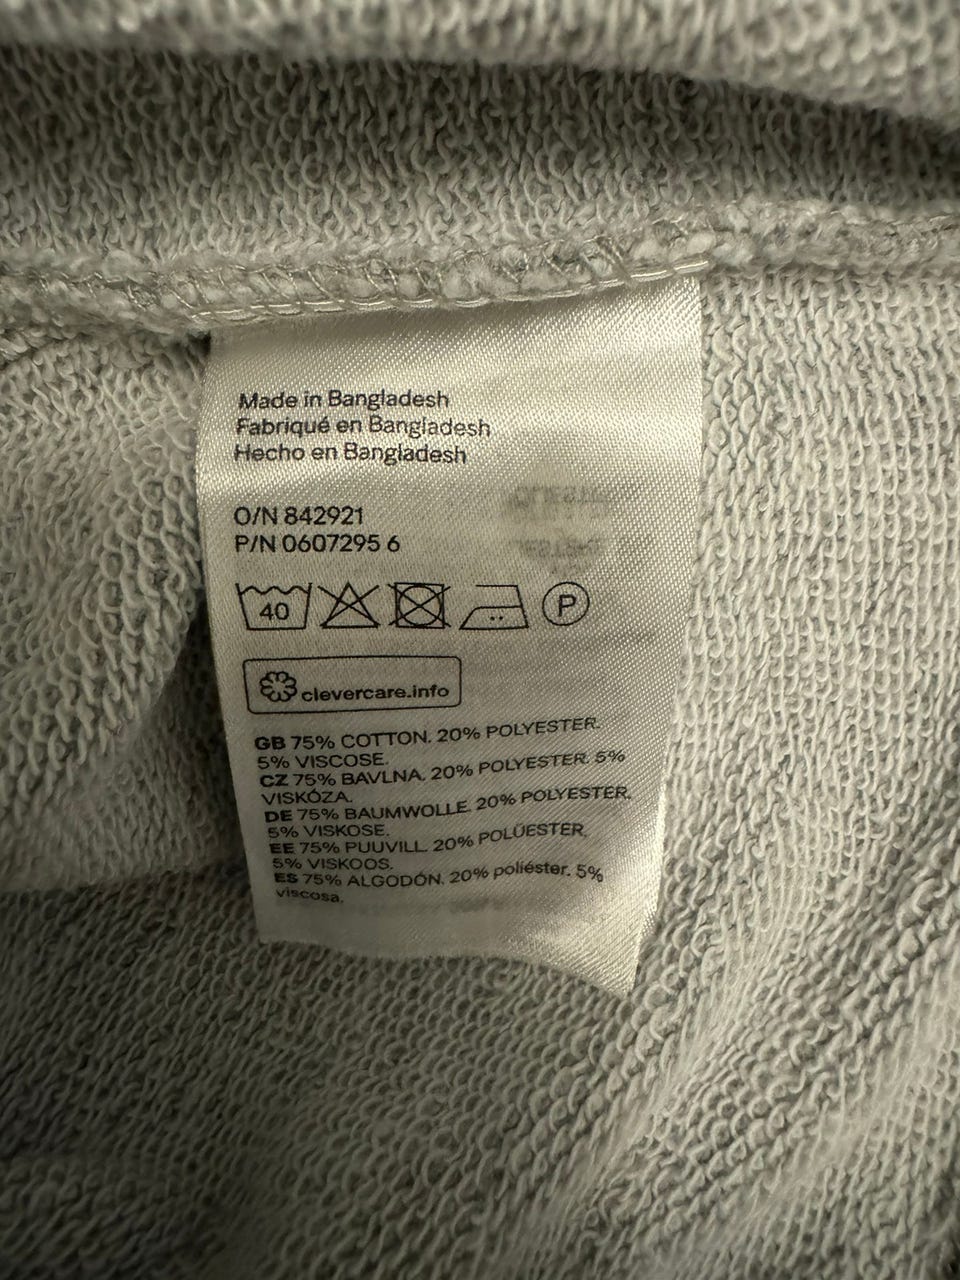 Made in Bangladesh
Fabriqué en Bangladesh
Hecho en Bangladesh
O/N 842921
P/N 0607295 6
40
P
clevercare.info
GB 75% COTTON. 20% POLYESTER.
5% VISCOSE.
CZ 75% BAVLNA. 20% POLYESTER. 5%
VISKÓZA.
DE 75% BAUMWOLLE. 20% POLYESTER.
5% VISKOSE.
EE 75% PUUVILL. 20% POLÜESTER.
5% VISKOOS.
ES 75% ALGODÓN. 20% poliéster. 5%
viscosa.